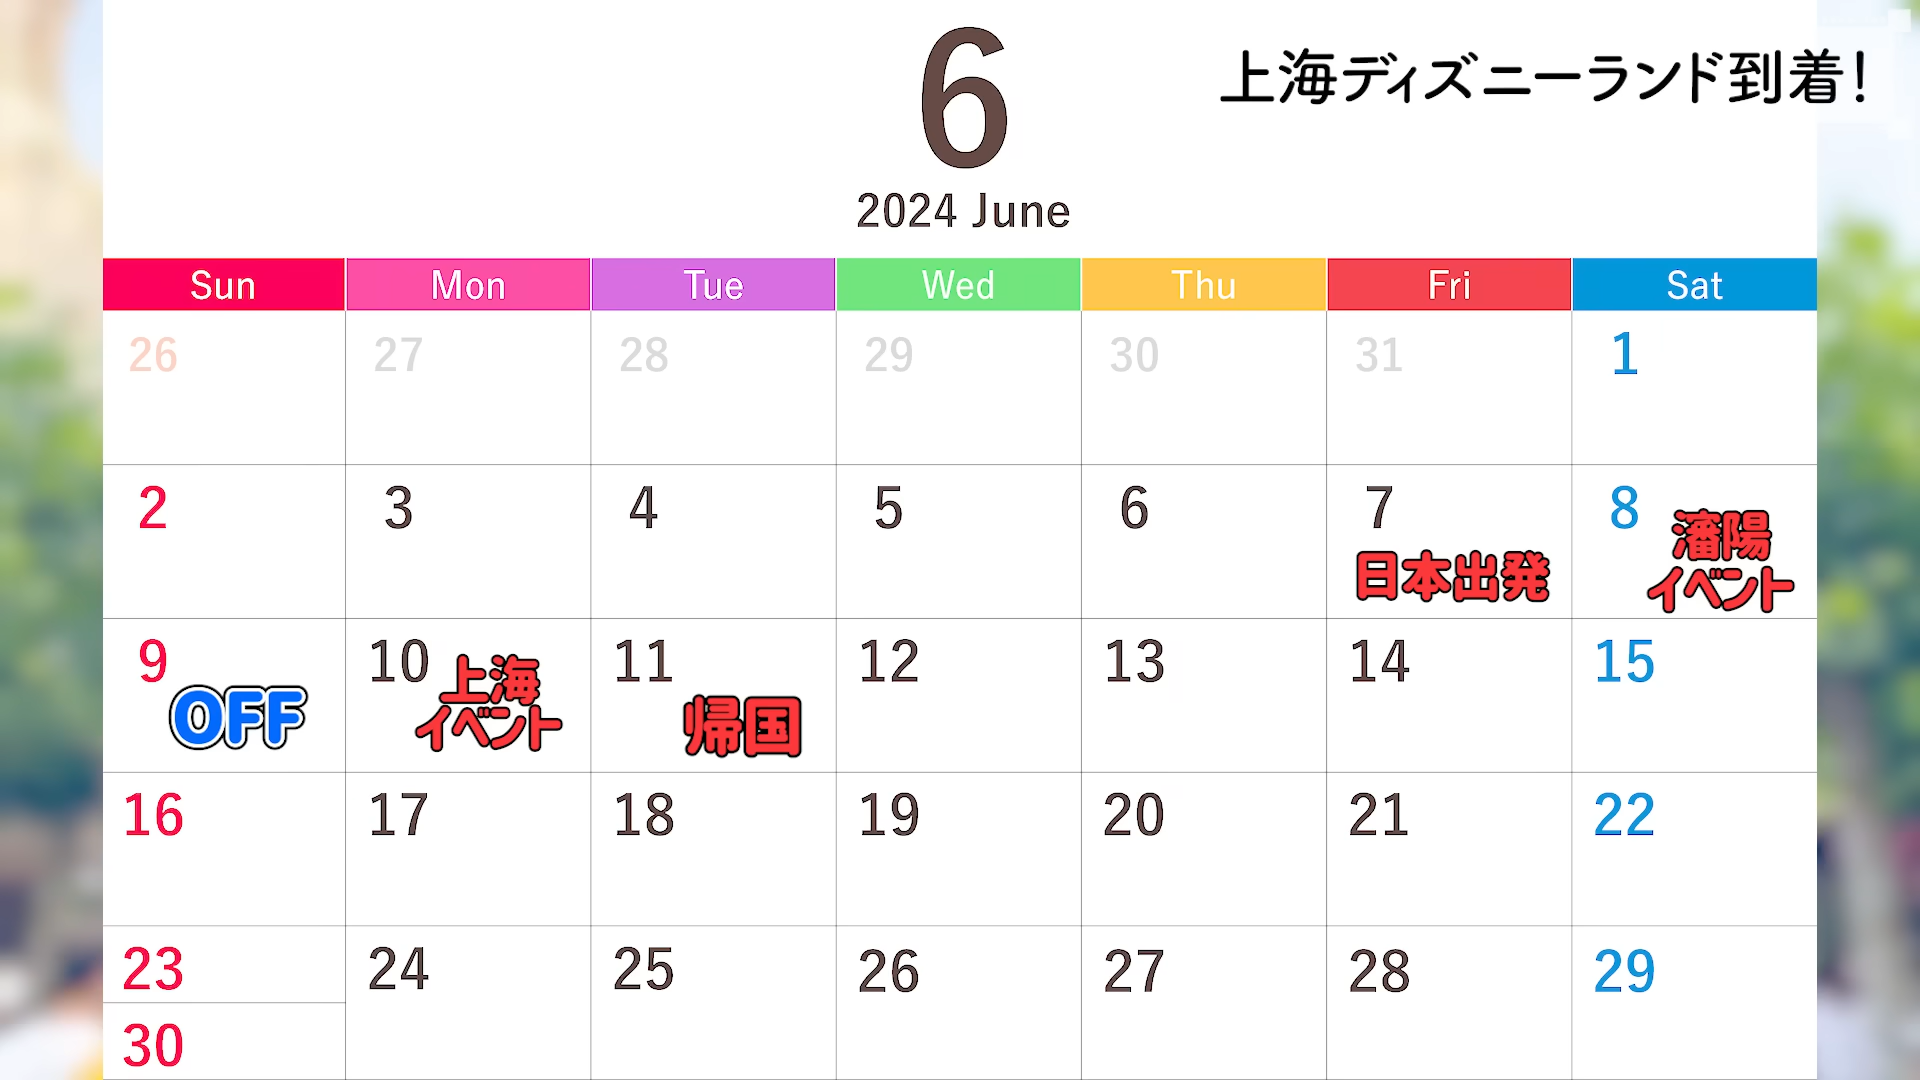 6
上海ディズニーランド到着!
2024 June
Sun Mon Tue Wed Thu Fri Sat
26 27 28 29 30 31 1
2 3 4 5 6 7 8
日本出発
瀋陽
イベント
9 10 11 12 13 14 15
OFF
上海
イベント
帰国
16 17 18 19 20 21 22
23 24 25 26 27 28 29
30